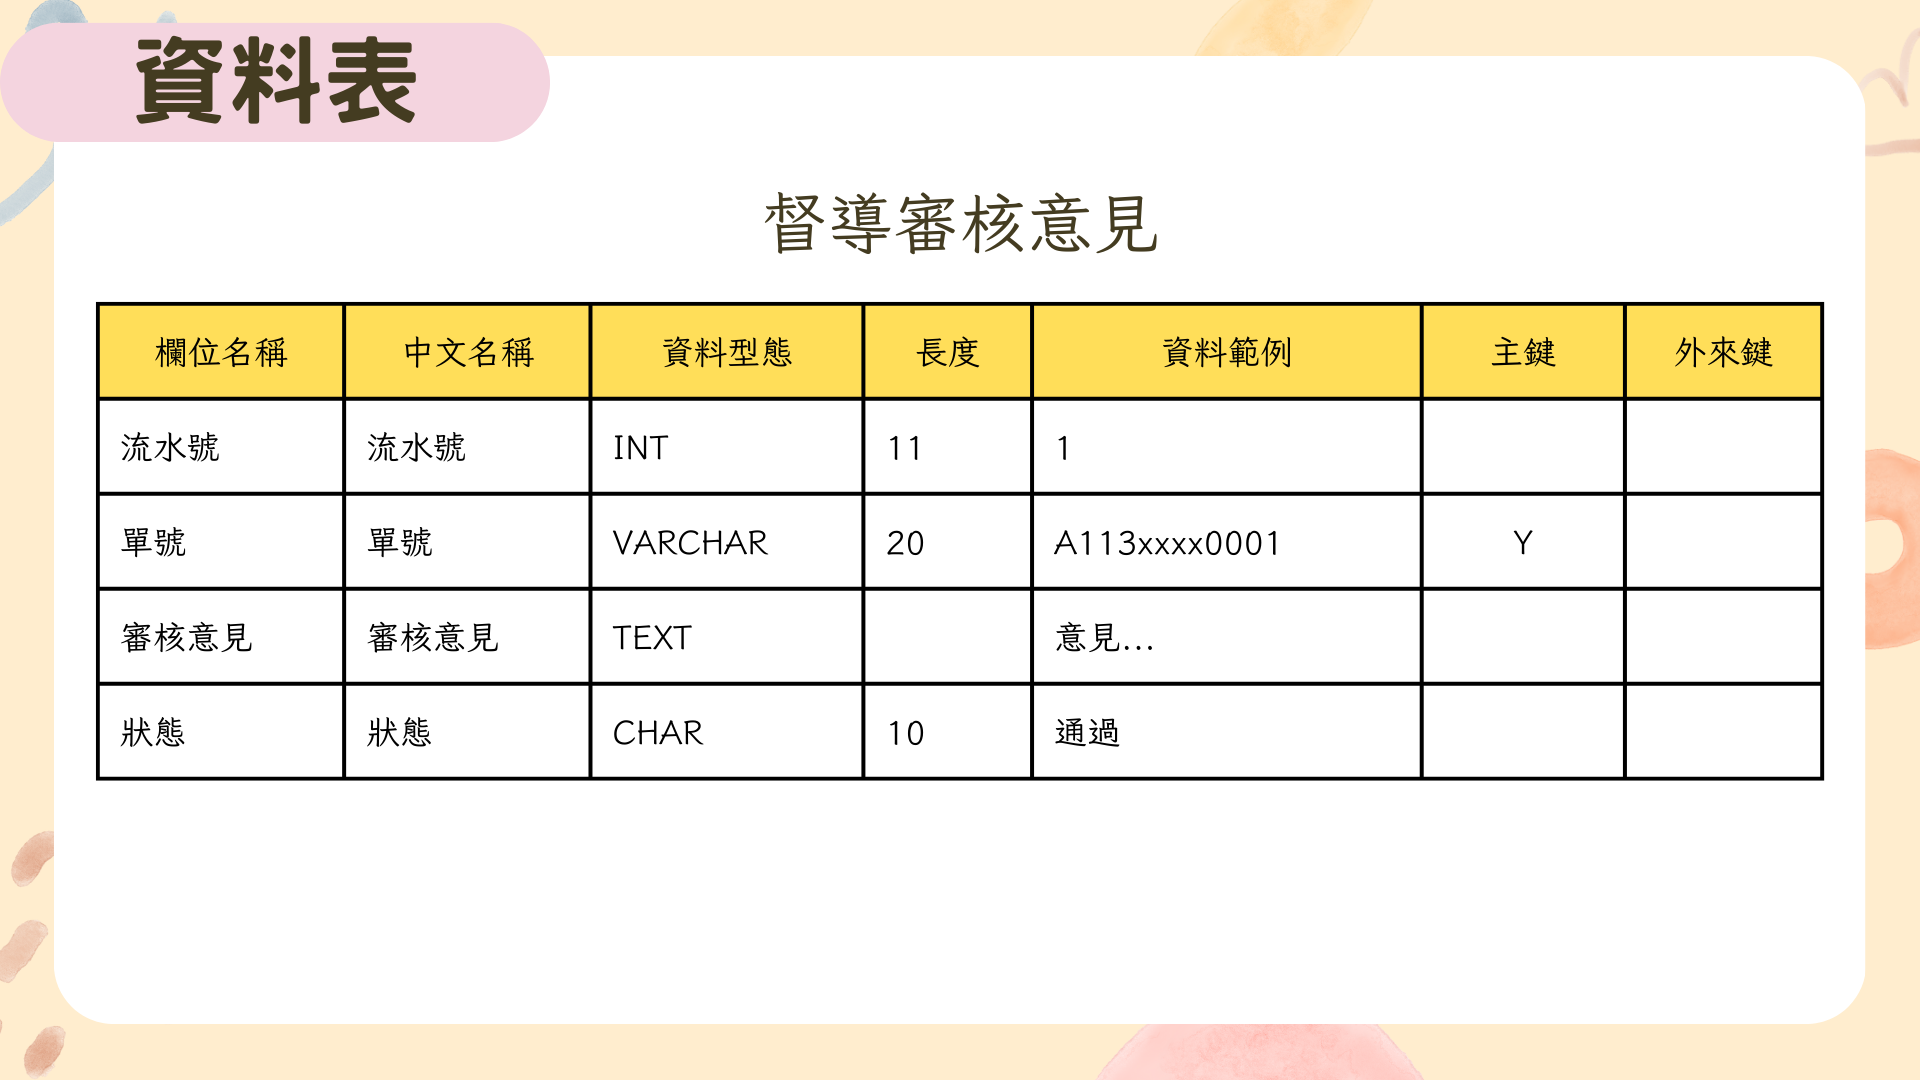 資料表
督導審核意見
欄位名稱 中文名稱 資料型態 長度 資料範例 主鍵 外來鍵
流水號 流水號 INT 11 1
單號 單號 VARCHAR 20 A113xxxx0001 Y
審核意見 審核意見 TEXT 意見...
狀態 狀態 CHAR 10 通過